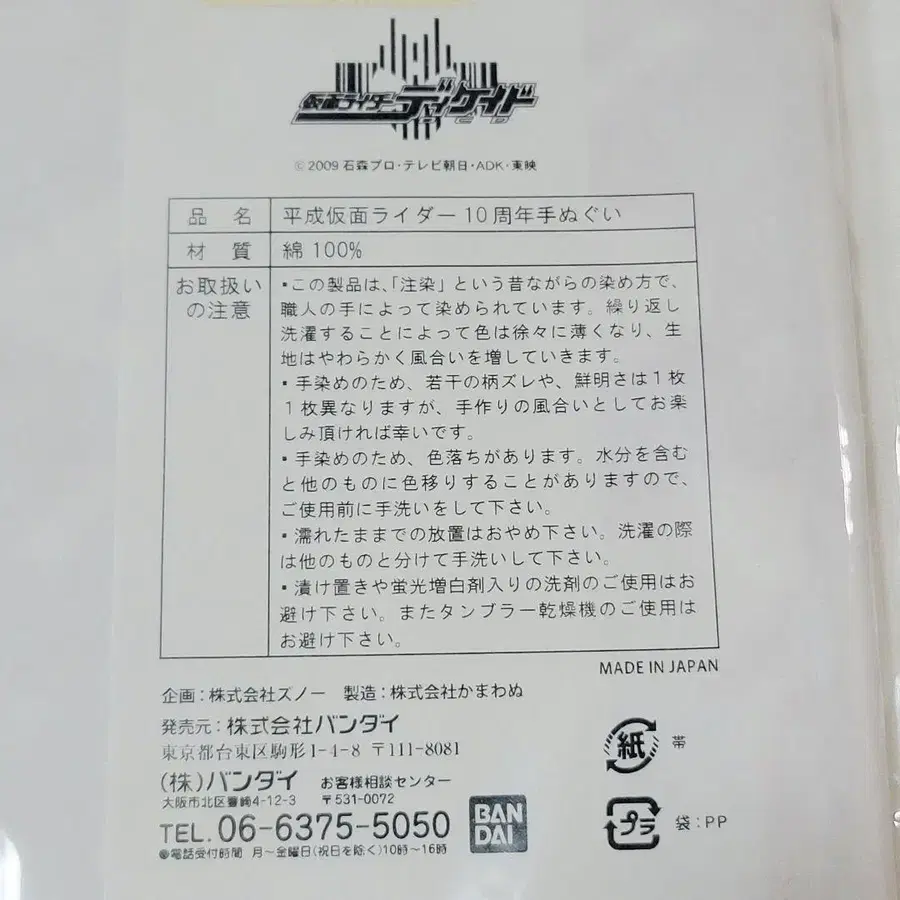 仮面ライダーディケイド
DCD
© 2009 石森プロ・テレビ朝日・ADK・東映
品 名 平成仮面ライダー10周年手ぬぐい
材 質 綿 100%
お取扱い
の注意
・この製品は、「注染」という昔ながらの染め方で、
職人の手によって染められています。繰り返し
洗濯することによって色は徐々に薄くなり、生
地はやわらかく風合いを増していきます。
・手染めのため、若干の柄ズレや、鮮明さは1枚
1枚異なりますが、手作りの風合いとしてお楽
しみ頂ければ幸いです。
・手染めのため、色落ちがあります。水分を含む
と他のものに色移りすることがありますので、
ご使用前に手洗いをして下さい。
・濡れたままでの放置はおやめ下さい。洗濯の際
は他のものと分けて手洗いして下さい。
・漬け置きや蛍光増白剤入りの洗剤のご使用はお
避け下さい。またタンブラー乾燥機のご使用は
お避け下さい。
MADE IN JAPAN
企画：株式会社ズノー 製造：株式会社かまわぬ
発売元：株式会社バンダイ
東京都台東区駒形1-4-8 〒111-8081
(株)バンダイ お客様相談センター
大阪市北区豊崎4-12-3 〒531-0072
TEL. 06-6375-5050
●電話受付時間 月～金曜日(祝日を除く)10時～16時
BAN
DAI
紙 帯
プラ 袋：PP